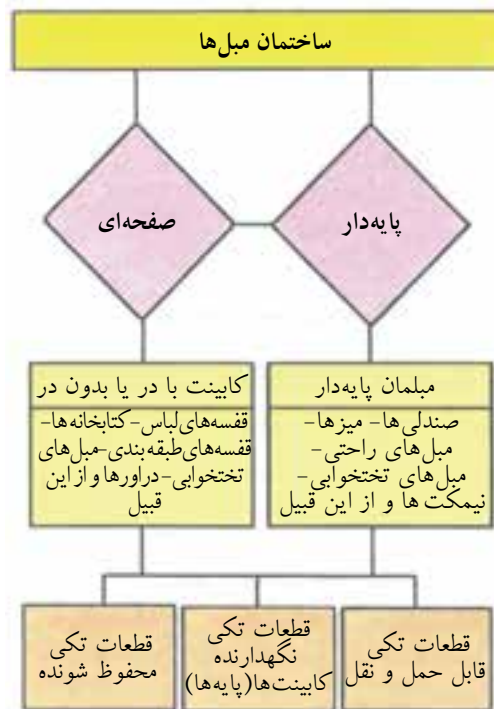 ساختمان مبل‌ها
پایه‌دار
صفحه‌ای
مبلمان پایه‌دار
صندلی‌ها- میزها-
مبل‌های راحتی-
مبل‌های تختخوابی-
نیمکت ها و از این قبیل
کابینت با در یا بدون در
قفسه‌های لباس-کتابخانه‌ها-
قفسه‌های طبقه‌بندی-مبل‌های
تختخوابی-دراورها و از این
قبیل
قطعات تکی
قابل حمل و نقل
قطعات تکی
نگهدارنده
کابینت‌ها(پایه‌ها)
قطعات تکی
محفوظ شونده